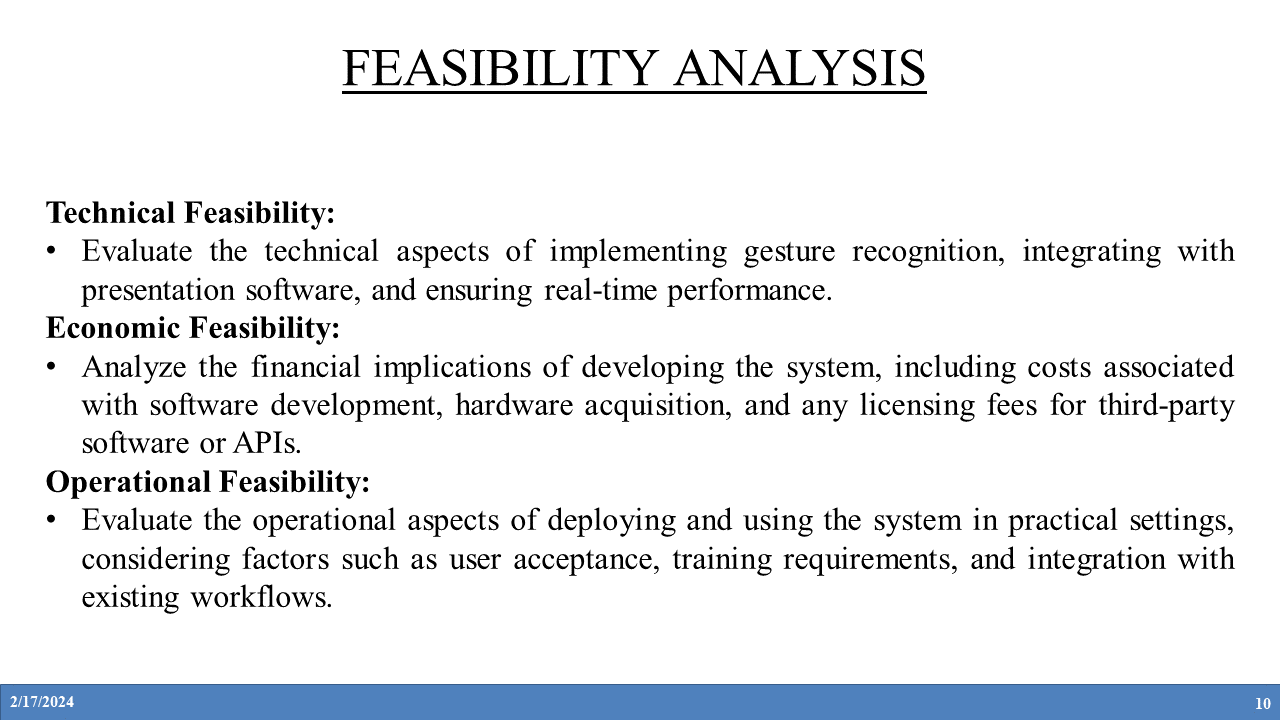 FEASIBILITY ANALYSIS
Technical Feasibility:
• Evaluate the technical aspects of implementing gesture recognition, integrating with
presentation software, and ensuring real-time performance.
Economic Feasibility:
• Analyze the financial implications of developing the system, including costs associated
with software development, hardware acquisition, and any licensing fees for third-party
software or APIs.
Operational Feasibility:
• Evaluate the operational aspects of deploying and using the system in practical settings,
considering factors such as user acceptance, training requirements, and integration with
existing workflows.
2/17/2024
10